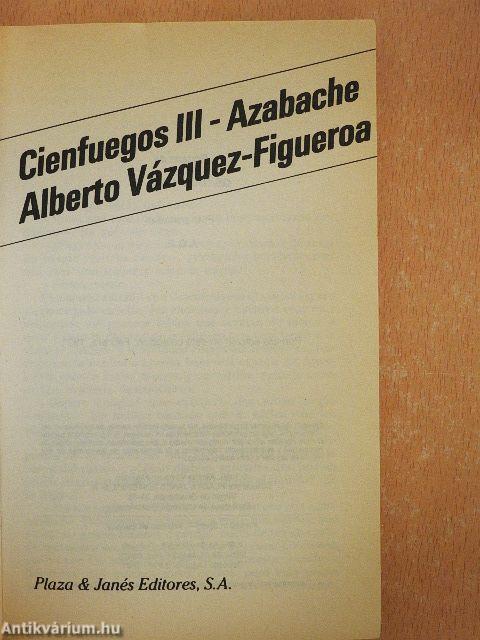 Cienfuegos III - Azabache
Alberto Vázquez-Figueroa
Plaza & Janés Editores, S.A.
Antikvárium.hu